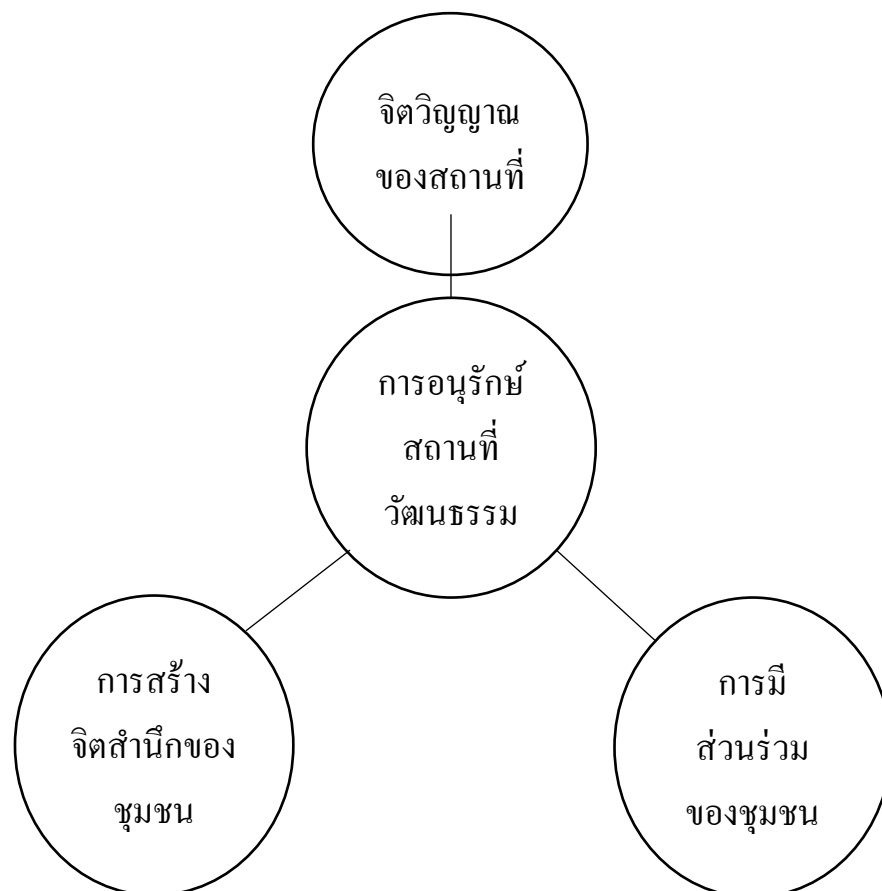 จิตวิญญาณ
ของสถานที่
การอนุรักษ์
สถานที่
วัฒนธรรม
การสร้าง
จิตสำนึกของ
ชุมชน
การมี
ส่วนร่วม
ของชุมชน